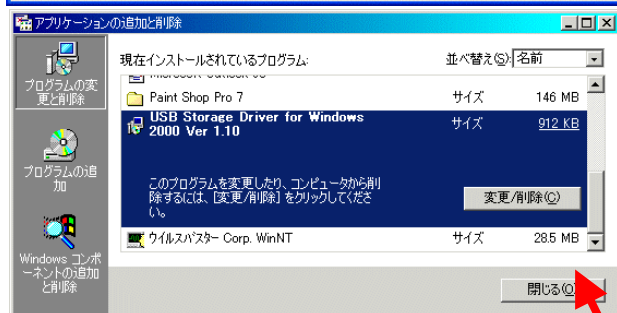 アプリケーションの追加と削除
プログラムの変
更と削除
プログラムの追
加
Windows コンポ
ーネントの追加
と削除
現在インストールされているプログラム:
並べ替え(S): 名前
Paint Shop Pro 7 サイズ 146 MB
USB Storage Driver for Windows
2000 Ver 1.10
サイズ 912 KB
このプログラムを変更したり、コンピュータから削
除するには、[変更/削除] をクリックしてくださ
い。
変更/削除(C)
ウイルスバスター Corp. WinNT サイズ 28.5 MB
閉じる(O